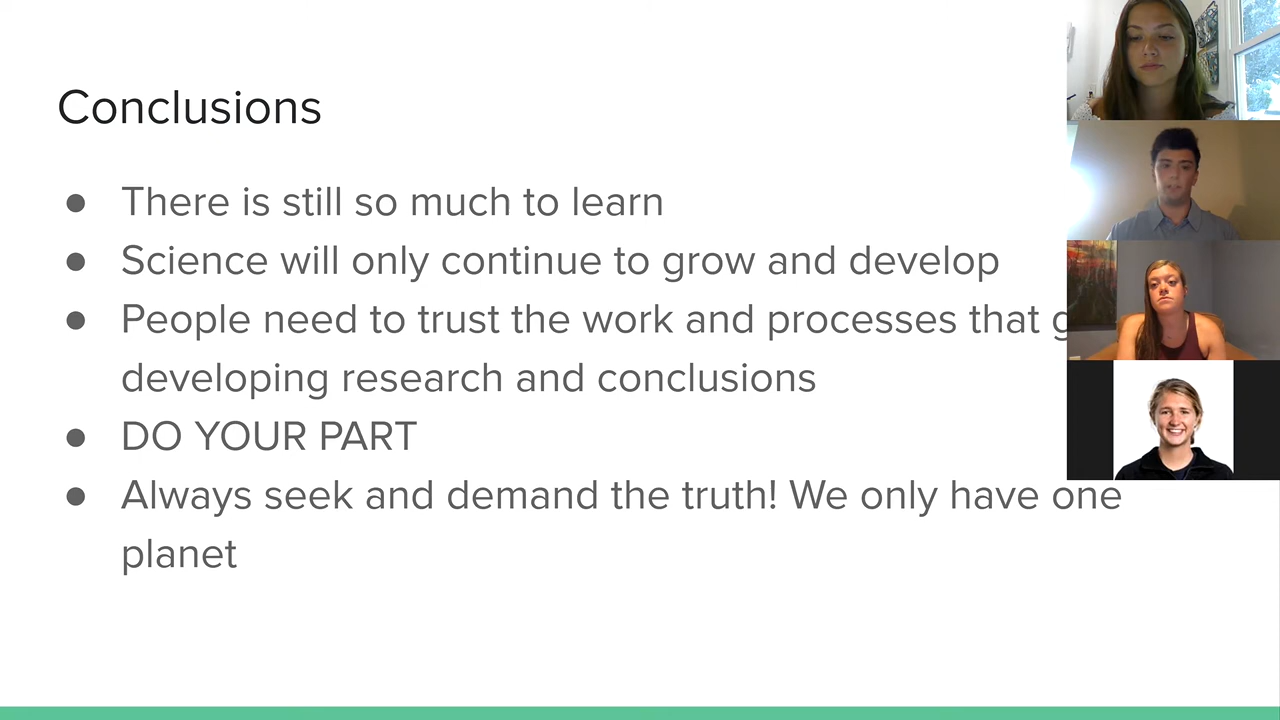 Conclusions
● There is still so much to learn
● Science will only continue to grow and develop
● People need to trust the work and processes that
developing research and conclusions
● DO YOUR PART
● Always seek and demand the truth! We only have one
planet